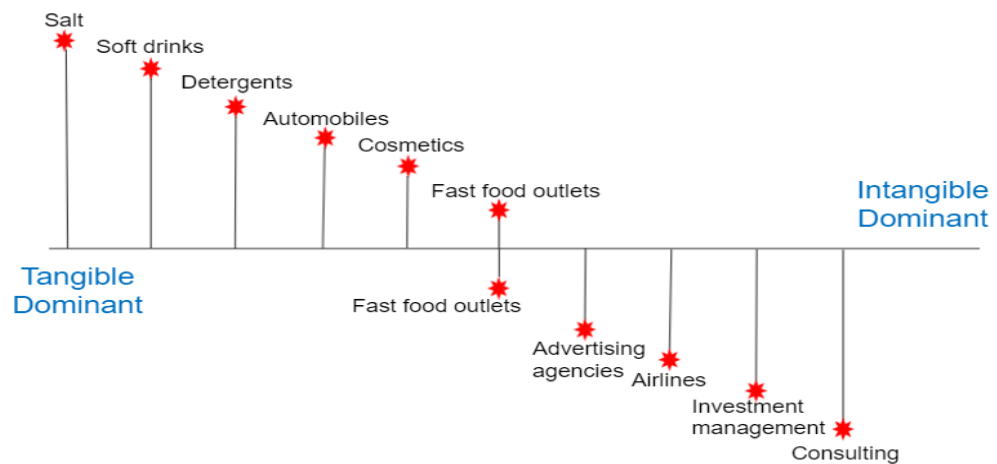 Salt
Soft drinks
Detergents
Automobiles
Cosmetics
Fast food outlets
Intangible
Dominant
Tangible
Dominant
Fast food outlets
Advertising
agencies
Airlines
Investment
management
Consulting